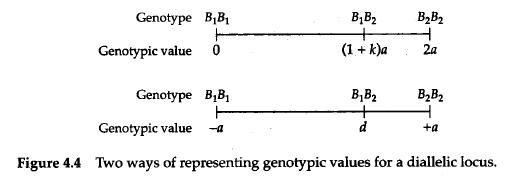 Genotype B₁B₁ B₁B₂ B₂B₂
Genotypic value 0 (1 + k)a 2a
Genotype B₁B₁ B₁B₂ B₂B₂
Genotypic value –a d +a
Figure 4.4 Two ways of representing genotypic values for a diallelic locus.